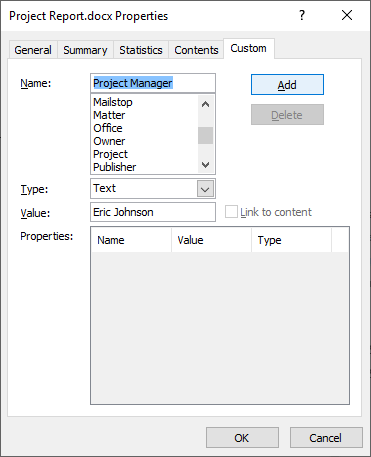 Project Report.docx Properties
General Summary Statistics Contents Custom
Name: Project Manager Add
Mailstop
Matter
Office
Owner
Project
Publisher
Delete
Type: Text
Value: Eric Johnson Link to content
Properties: Name Value Type
OK Cancel